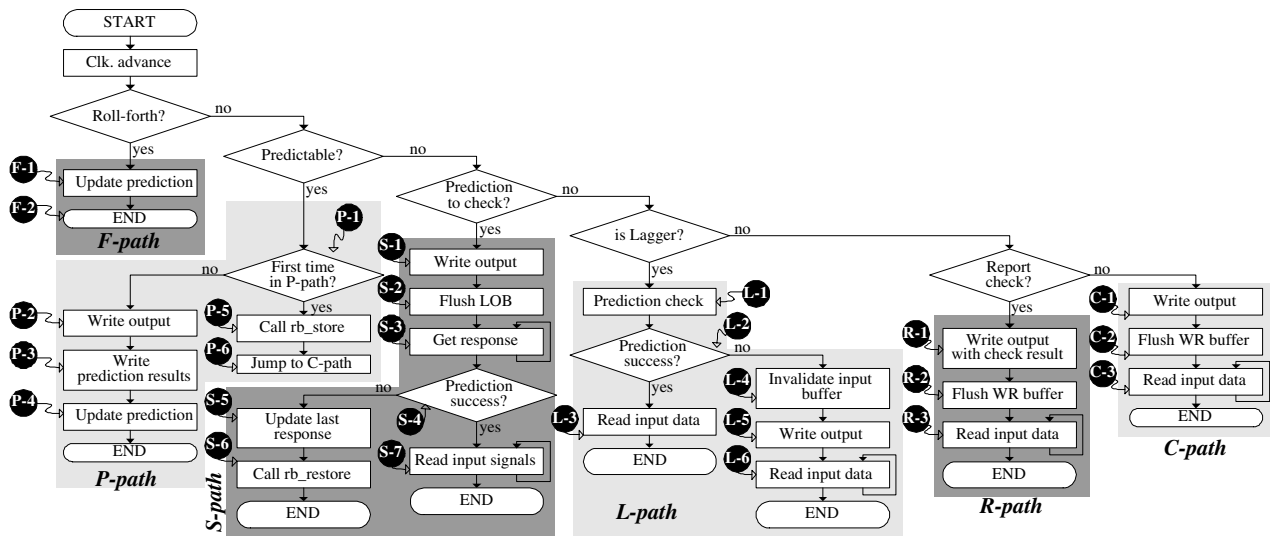 START
Clk. advance
Roll-forth?
no
yes
F-1
Update prediction
F-2
END
F-path
Predictable?
no
yes
P-1
First time
in P-path?
no
yes
P-2
Write output
P-3
Write
prediction results
P-4
Update prediction
END
P-path
P-5
Call rb_store
P-6
Jump to C-path
Prediction
to check?
no
yes
S-1
Write output
S-2
Flush LOB
S-3
Get response
Prediction
success?
no
yes
S-4
S-5
Update last
response
S-6
Call rb_restore
END
S-7
Read input signals
END
S-path
is Lagger?
no
yes
Prediction check
L-1
L-2
Prediction
success?
no
yes
L-3
Read input data
END
L-4
Invalidate input
buffer
L-5
Write output
L-6
Read input data
END
L-path
Report
check?
no
yes
R-1
Write output
with check result
R-2
Flush WR buffer
R-3
Read input data
END
R-path
C-1
Write output
C-2
Flush WR buffer
C-3
Read input data
END
C-path